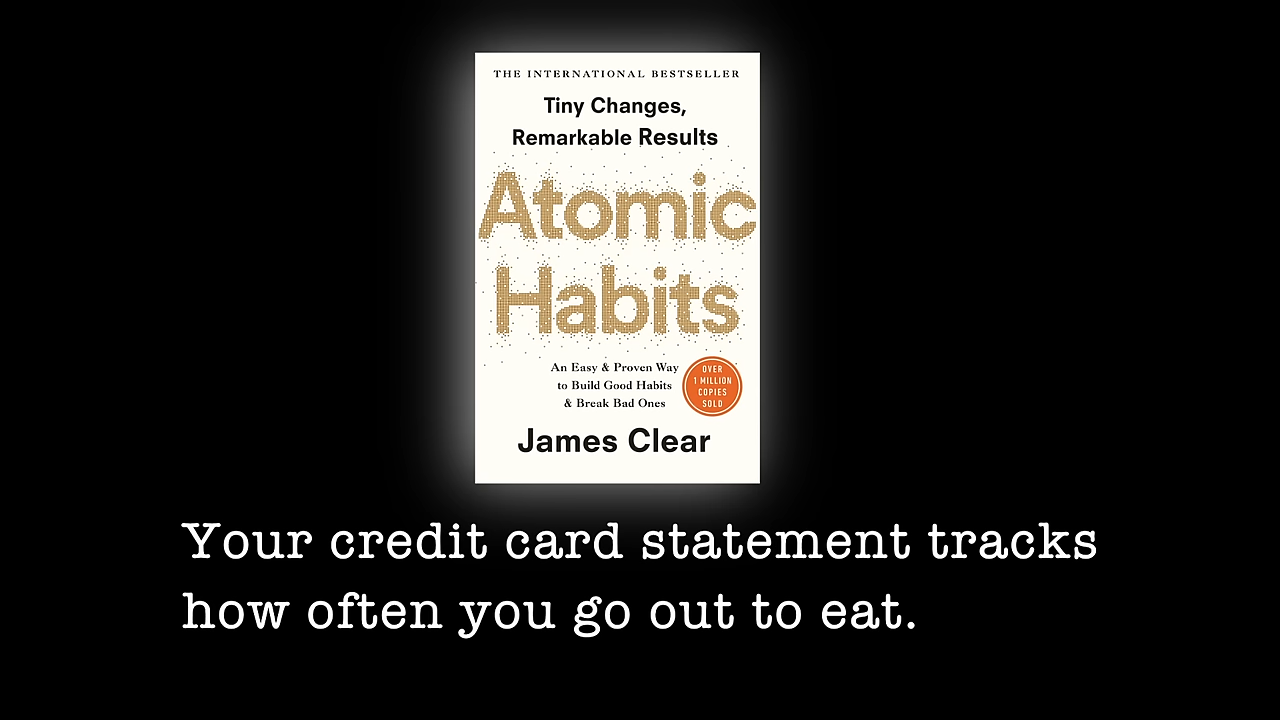 THE INTERNATIONAL BESTSELLER
Tiny Changes,
Remarkable Results
Atomic
Habits
An Easy & Proven Way
to Build Good Habits
& Break Bad Ones
OVER
1 MILLION
COPIES
SOLD
James Clear
Your credit card statement tracks
how often you go out to eat.